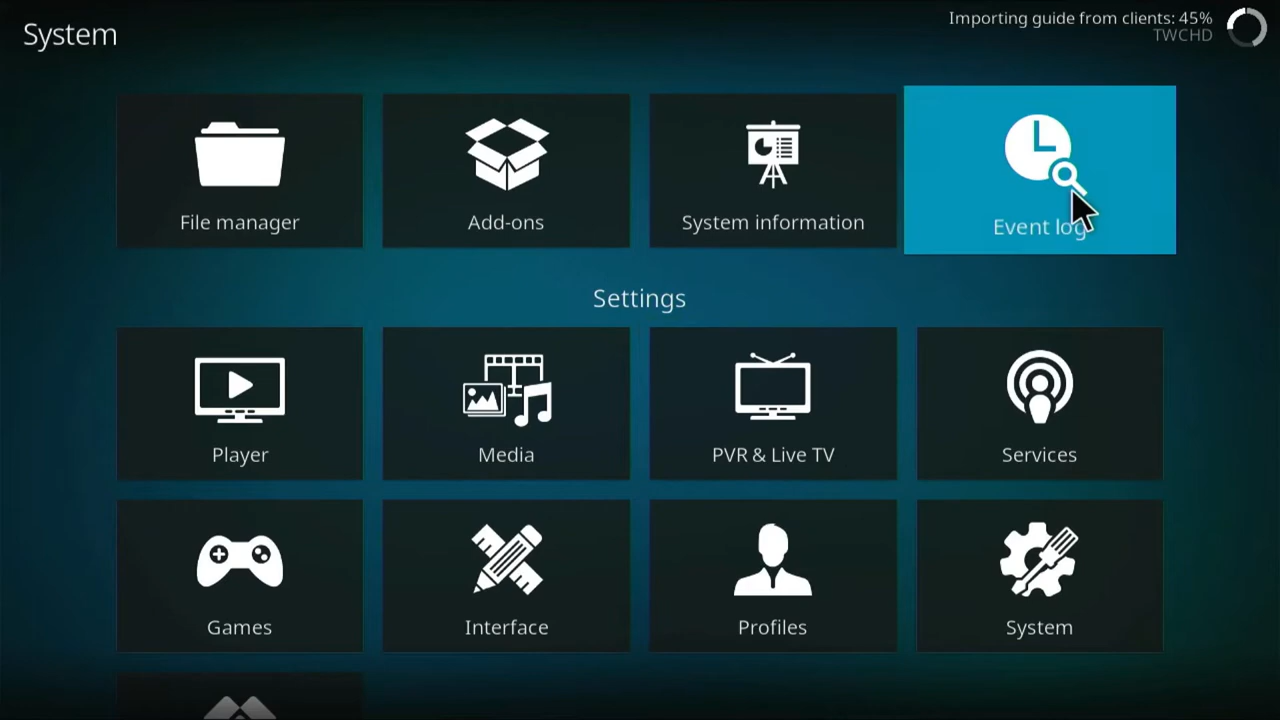 System
Importing guide from clients: 45%
TWCHD
File manager
Add-ons
System information
Event log
Settings
Player
Media
PVR & Live TV
Services
Games
Interface
Profiles
System